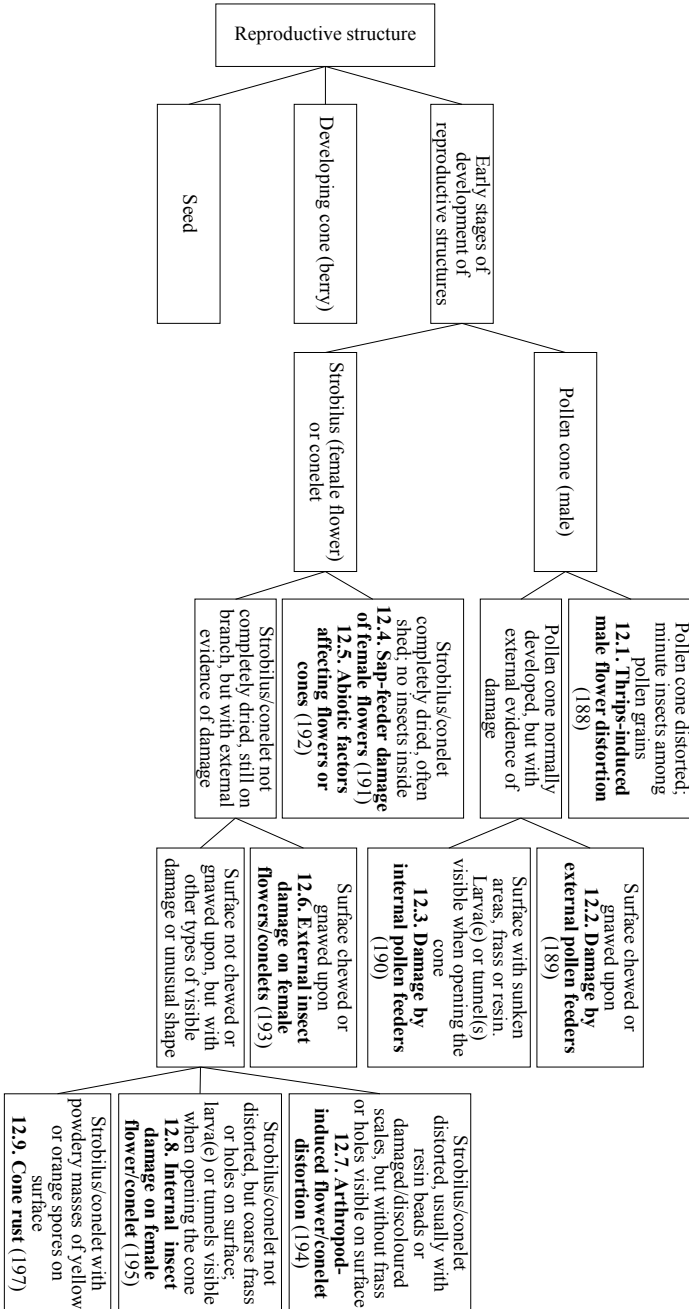 Reproductive structure
Early stages of
development of
reproductive structures
Developing cone (berry)
Seed
Pollen cone (male)
Strobilus (female flower)
or conelet
Pollen cone distorted;
minute insects among
pollen grains
12.1. Thrips-induced
male flower distortion
(188)
Pollen cone normally
developed, but with
external evidence of
damage
Strobilus/conelet
completely dried, often
shed; no insects inside
12.4. Sap-feeder damage
of female flowers (191)
12.5. Abiotic factors
affecting flowers or
cones (192)
Strobilus/conelet not
completely dried, still on
branch, but with external
evidence of damage
Surface chewed or
gnawed upon
12.2. Damage by
external pollen feeders
(189)
Surface with sunken
areas, frass or resin.
Larva(e) or tunnel(s)
visible when opening the
cone
12.3. Damage by
internal pollen feeders
(190)
Surface chewed or
gnawed upon
12.6. External insect
damage on female
flowers/conelets (193)
Surface not chewed or
gnawed upon, but with
other types of visible
damage or unusual shape
Strobilus/conelet
distorted, usually with
resin beads or
damaged/discoloured
scales, but without frass
or holes visible on surface
12.7. Arthropod-
induced flower/conelet
distortion (194)
Strobilus/conelet not
distorted, but coarse frass
or holes on surface;
larva(e) or tunnels visible
when opening the cone
12.8. Internal insect
damage on female
flower/conelet (195)
Strobilus/conelet with
powdery masses of yellow
or orange spores on
surface
12.9. Cone rust (197)